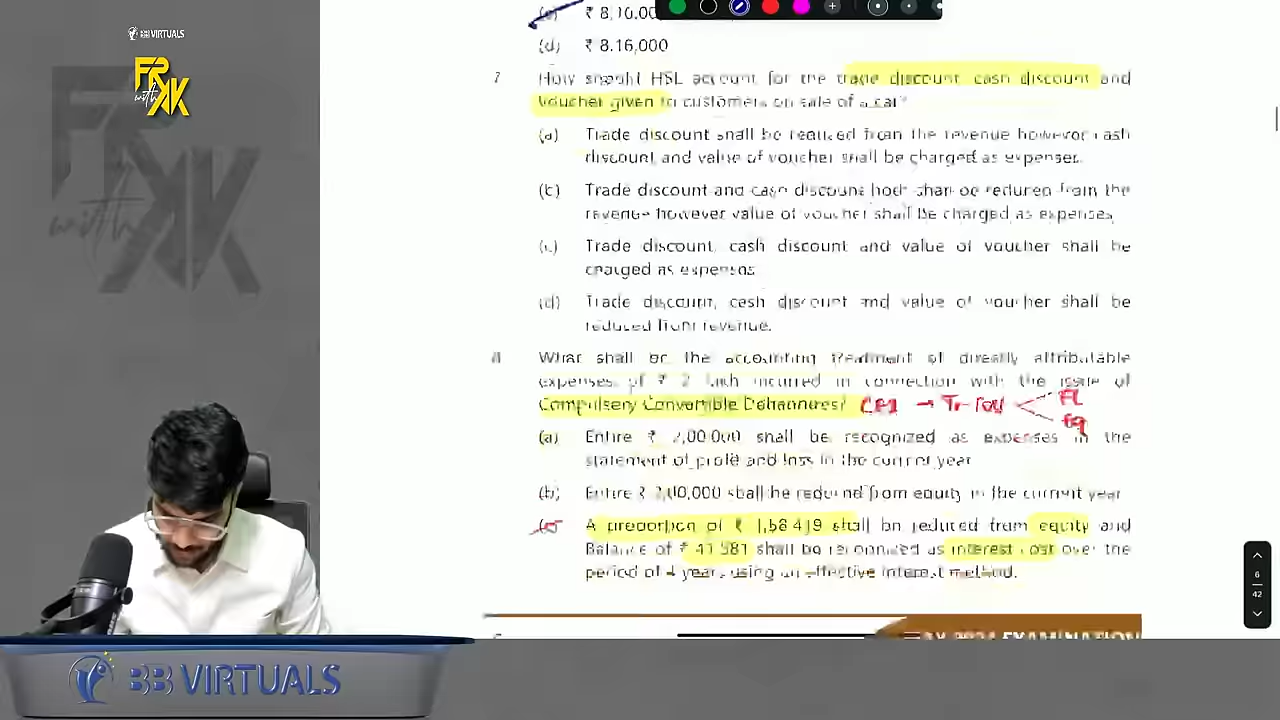 BB VIRTUALS
FR
with
KK
FR
with
KK
(c) ₹ 8,10,00
(d) ₹ 8,16,000
7 How should HSL account for the trade discount, cash discount and
voucher given to customers on sale of a car?
(a) Trade discount shall be reduced from the revenue however cash
discount and value of voucher shall be charged as expenses.
(b) Trade discount and cash discount both shall be reduced from the
revenue however value of voucher shall be charged as expenses
(c) Trade discount, cash discount and value of voucher shall be
charged as expenses
(d) Trade discount, cash discount and value of voucher shall be
reduced from revenue.
8 What shall be the accounting treatment of directly attributable
expenses of ₹ 2 lakh incurred in connection with the issue of
Compulsory Convertible Debentures?
FL
Eq
(a) Entire ₹ 2,00,000 shall be recognized as expenses in the
statement of profit and loss in the current year
(b) Entire ₹ 2,00,000 shall be reduced from equity in the current year
(c) A proportion of ₹ 1,58,419 shall be reduced from equity and
Balance of ₹ 41,581 shall be recognized as interest cost over the
period of 4 years using an effective interest method.
6
42
EXAMINATION
BB VIRTUALS